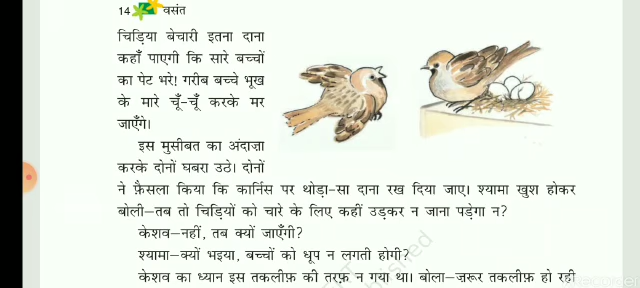 14 वसंत
चिड़िया बेचारी इतना दाना
कहाँ पाएगी कि सारे बच्चों
का पेट भरे! गरीब बच्चे भूख
के मारे चूँ-चूँ करके मर
जाएँगे।
इस मुसीबत का अंदाज़ा
करके दोनों घबरा उठे। दोनों
ने फ़ैसला किया कि कार्निस पर थोड़ा-सा दाना रख दिया जाए। श्यामा खुश होकर
बोली–तब तो चिड़ियों को चारे के लिए कहीं उड़कर न जाना पड़ेगा न?
केशव–नहीं, तब क्यों जाएँगी?
श्यामा–क्यों भइया, बच्चों को धूप न लगती होगी?
केशव का ध्यान इस तकलीफ़ की तरफ़ न गया था। बोला–ज़रूर तकलीफ़ हो रही